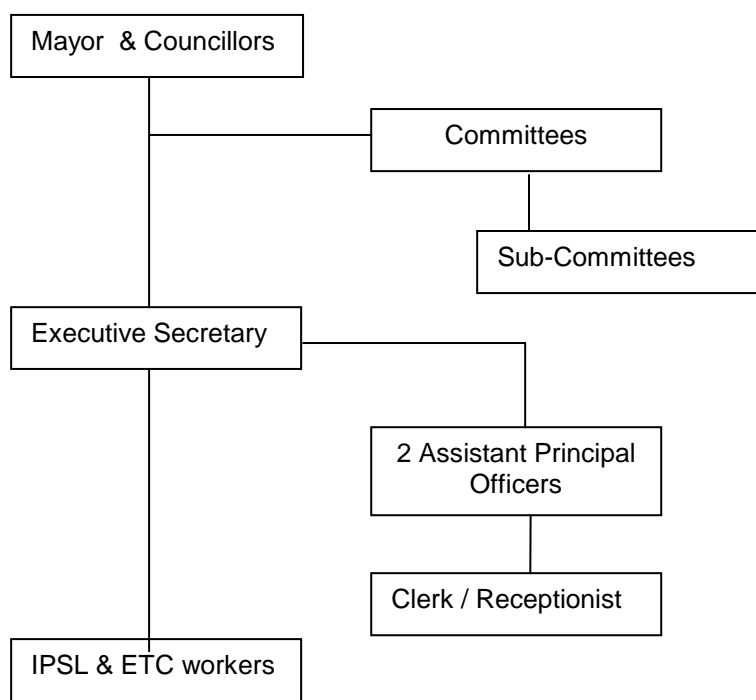 Mayor  & Councillors
Committees
Sub-Committees
Executive Secretary
2 Assistant Principal
Officers
Clerk / Receptionist
IPSL & ETC workers